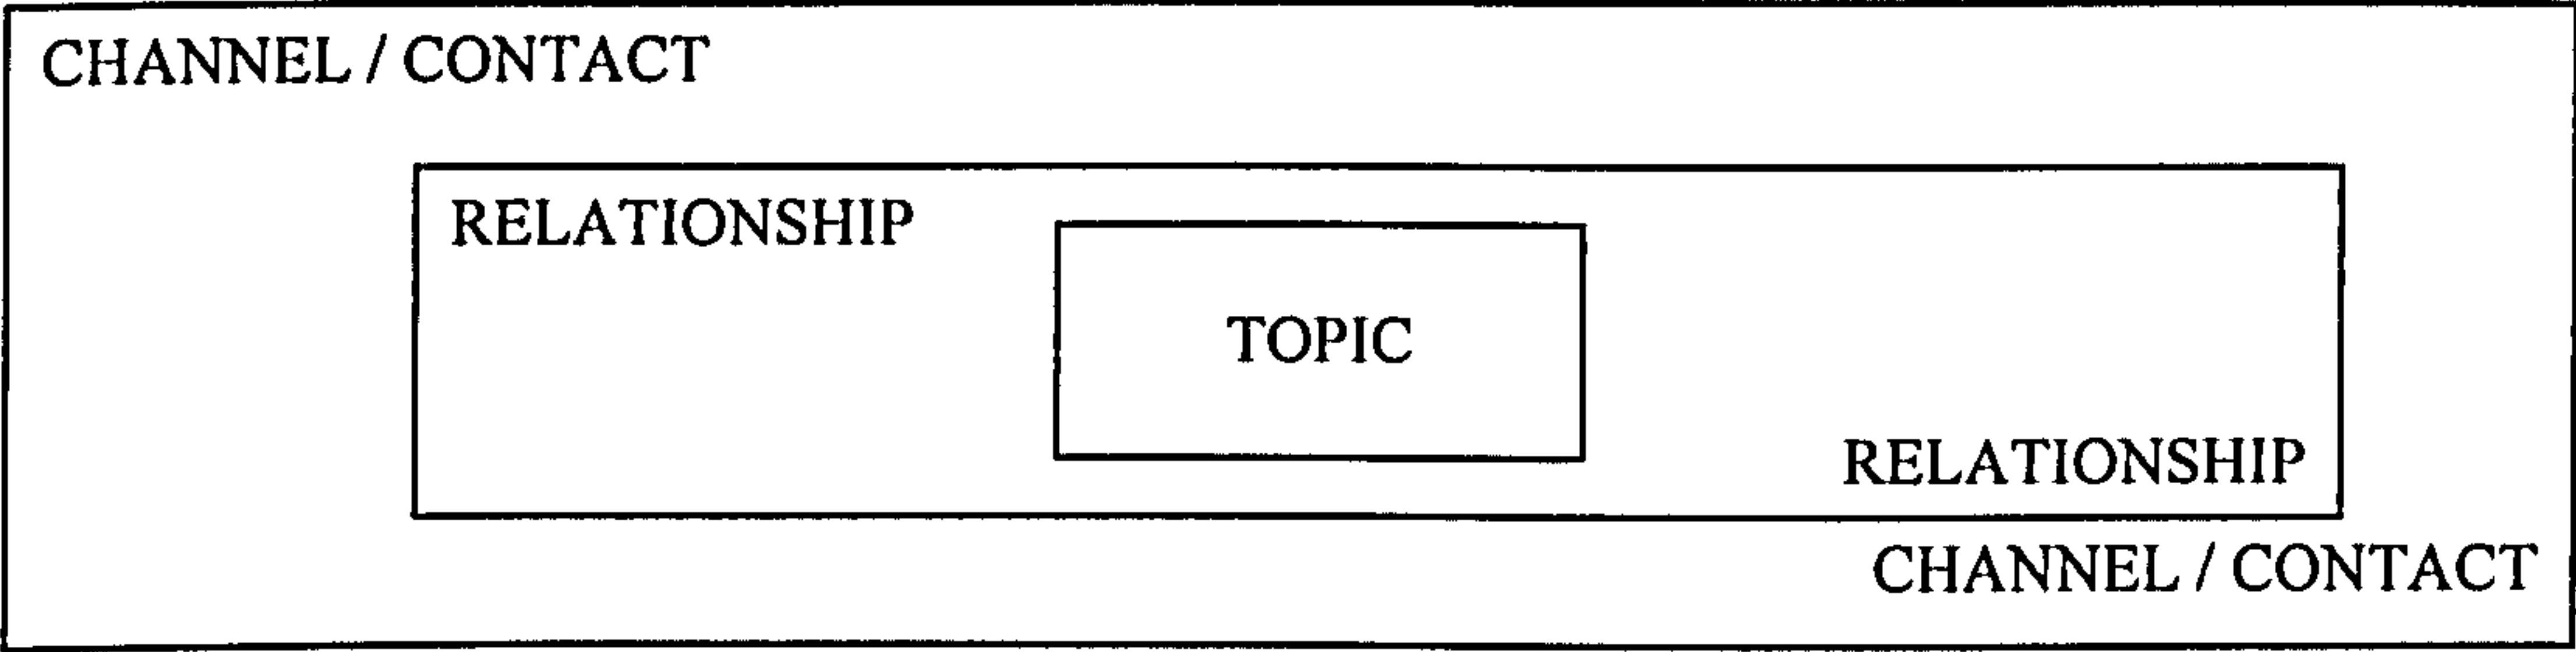 CHANNEL / CONTACT
RELATIONSHIP
TOPIC
RELATIONSHIP
CHANNEL / CONTACT